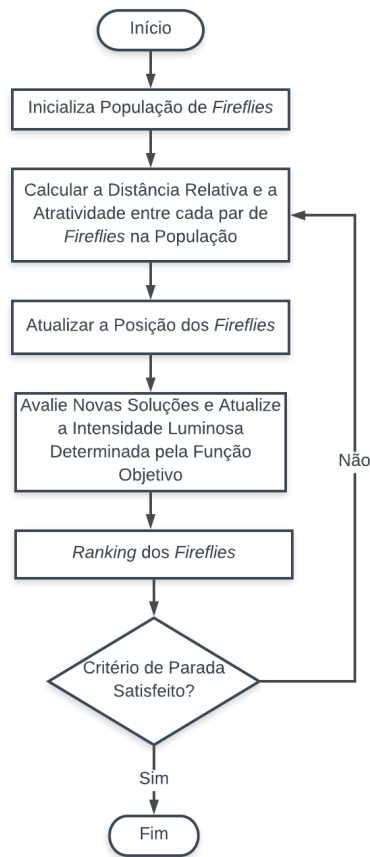 Início
Inicializa População de Fireflies
Calcular a Distância Relativa e a
Atratividade entre cada par de
Fireflies na População
Atualizar a Posição dos Fireflies
Avalie Novas Soluções e Atualize
a Intensidade Luminosa
Determinada pela Função
Objetivo
Não
Ranking dos Fireflies
Critério de Parada
Satisfeito?
Sim
Fim